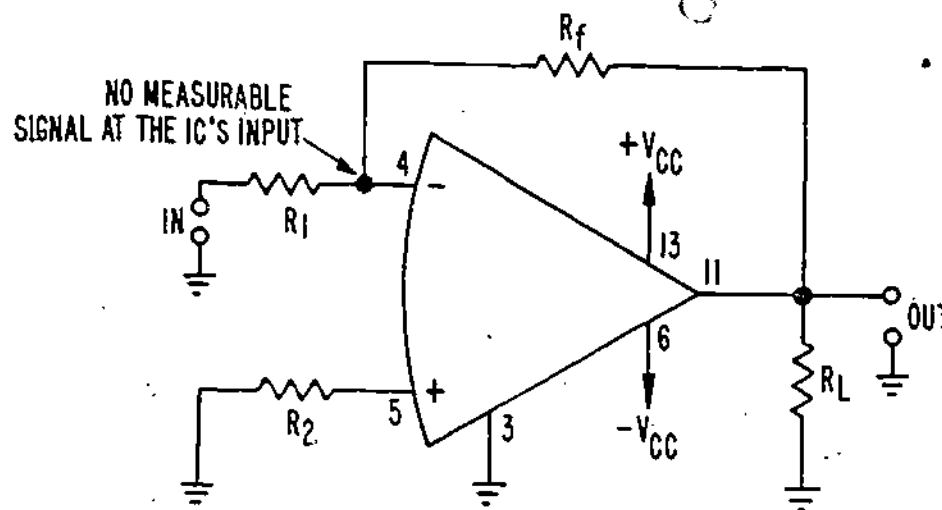 Rf
NO MEASURABLE
SIGNAL AT THE IC'S INPUT
4
-
+VCC
13
IN
R1
11
OUT
6
RL
+
5
R2
3
-VCC